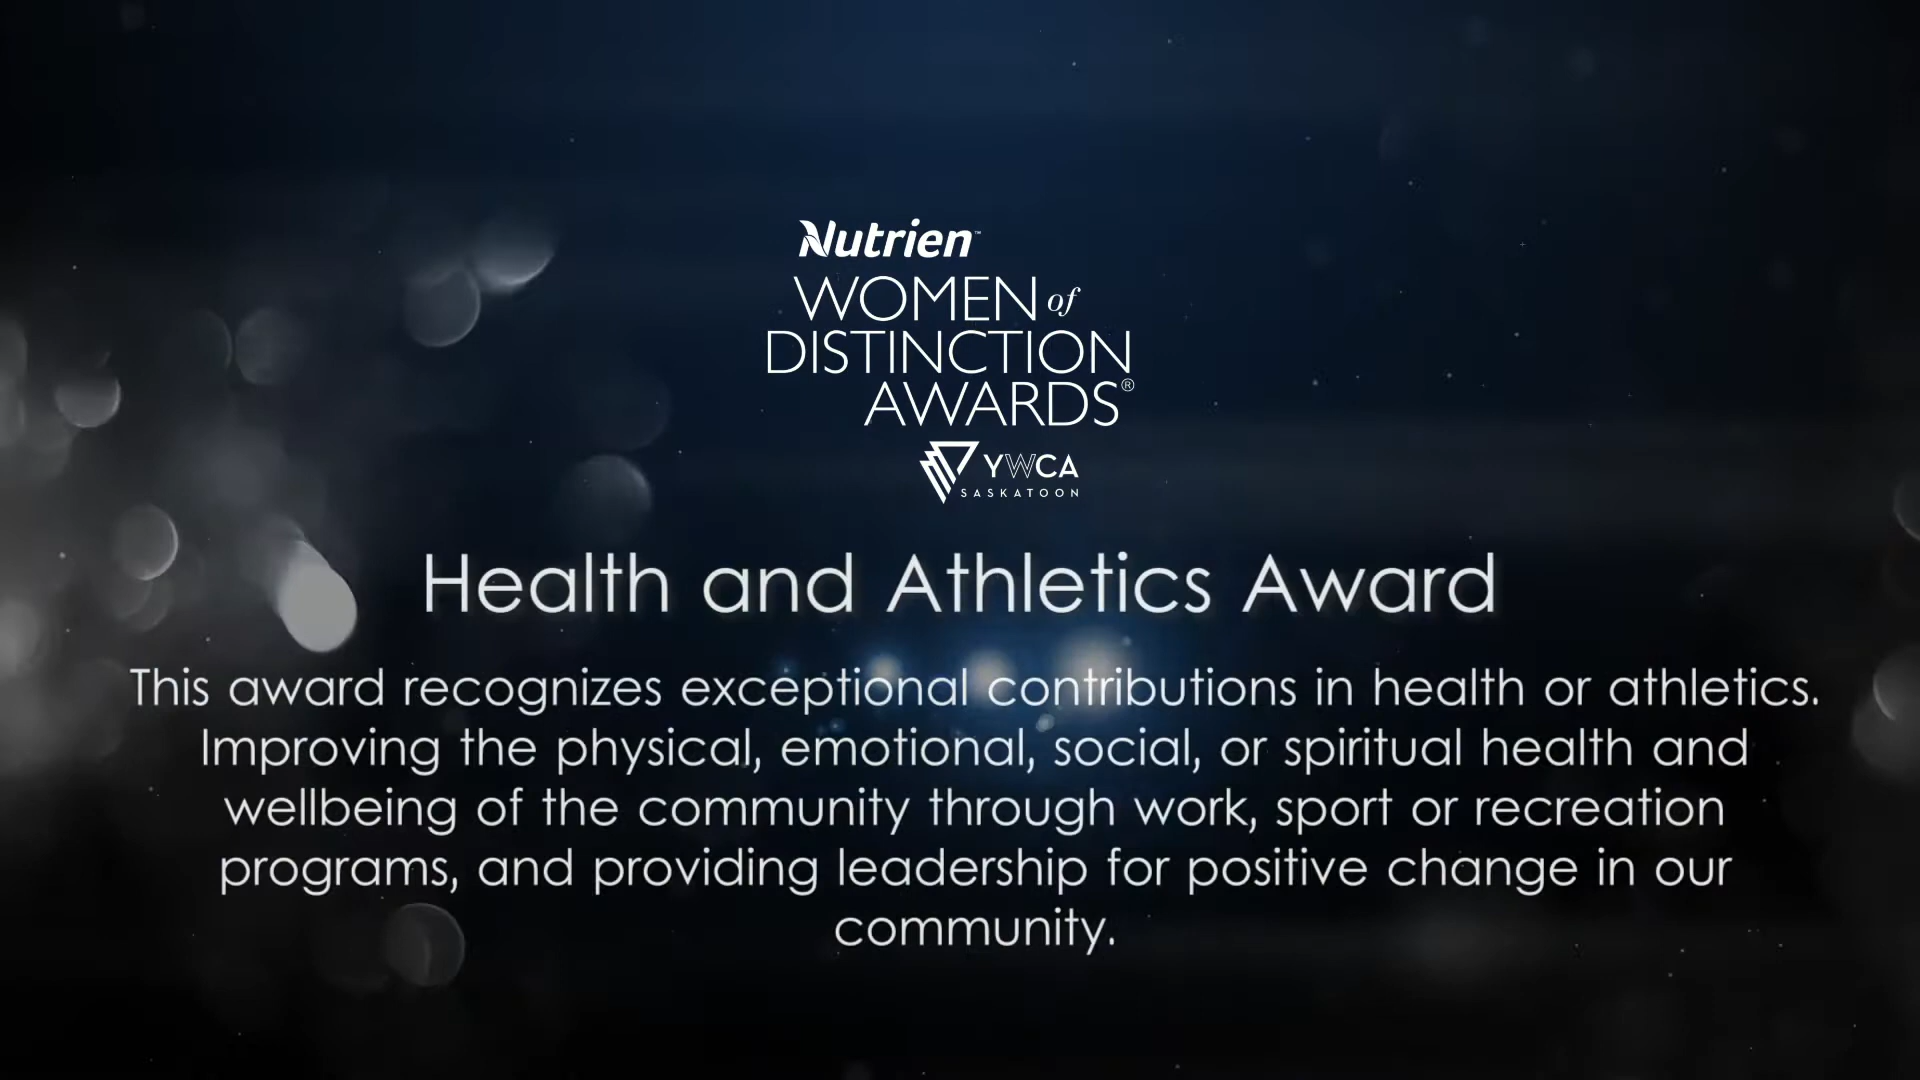 Nutrien™
WOMEN of
DISTINCTION
AWARDS®
YWCA
SASKATOON
Health and Athletics Award
This award recognizes exceptional contributions in health or athletics.
Improving the physical, emotional, social, or spiritual health and
wellbeing of the community through work, sport or recreation
programs, and providing leadership for positive change in our
community.